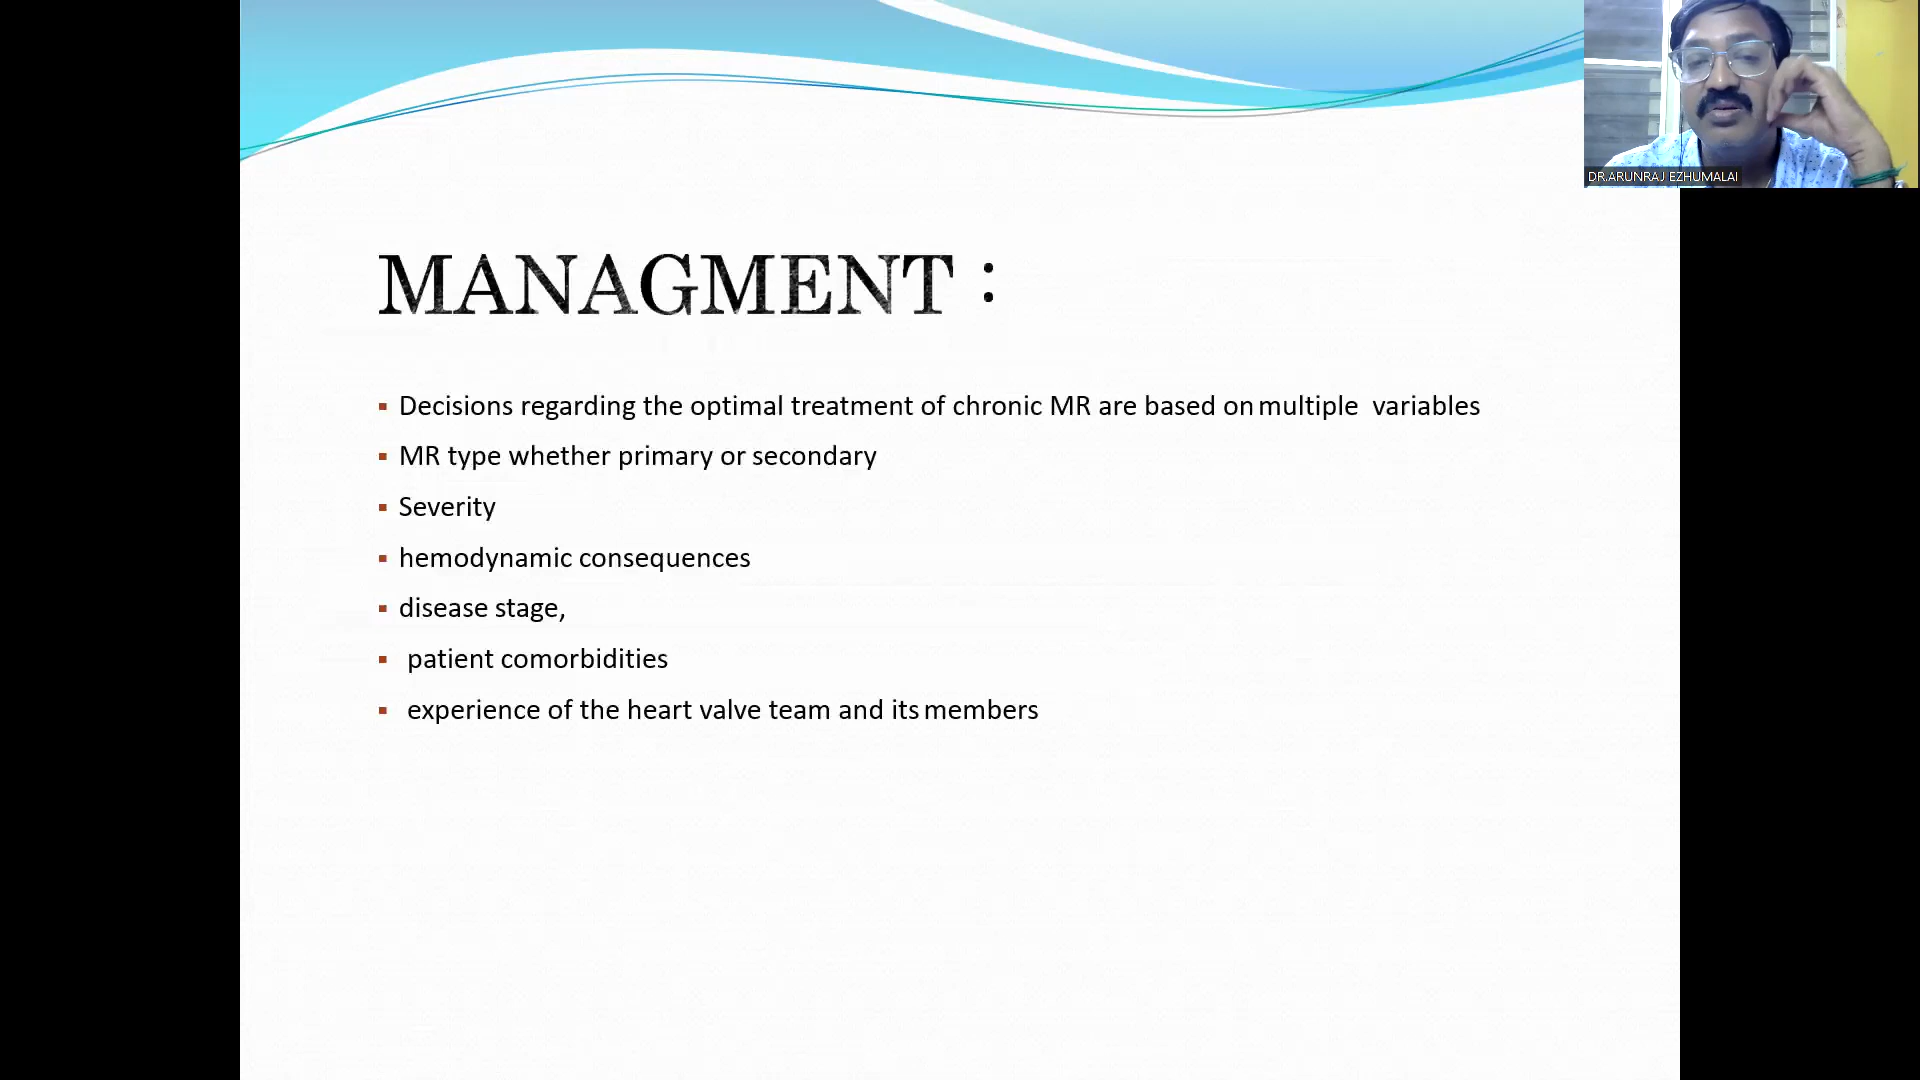 DR.ARUNRAJ EZHUMALAI
MANAGMENT :
▪ Decisions regarding the optimal treatment of chronic MR are based on multiple variables
▪ MR type whether primary or secondary
▪ Severity
▪ hemodynamic consequences
▪ disease stage,
▪ patient comorbidities
▪ experience of the heart valve team and its members